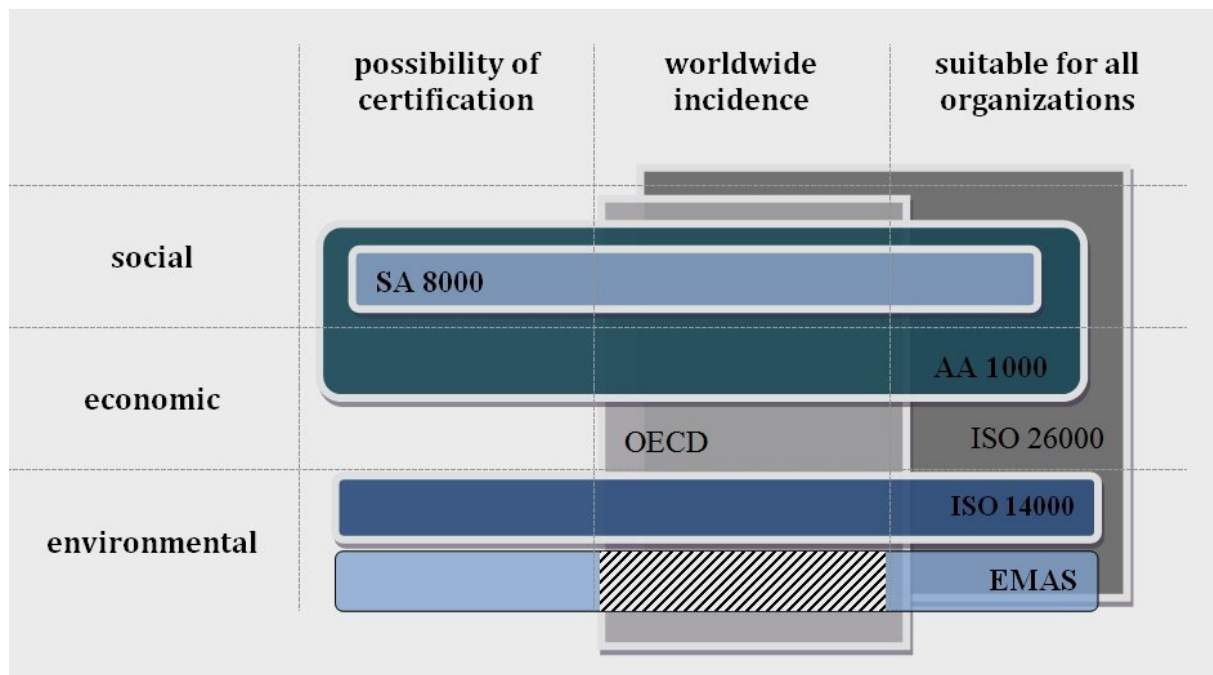 possibility of
certification
worldwide
incidence
suitable for all
organizations
social
SA 8000
AA 1000
economic
OECD
ISO 26000
ISO 14000
environmental
EMAS